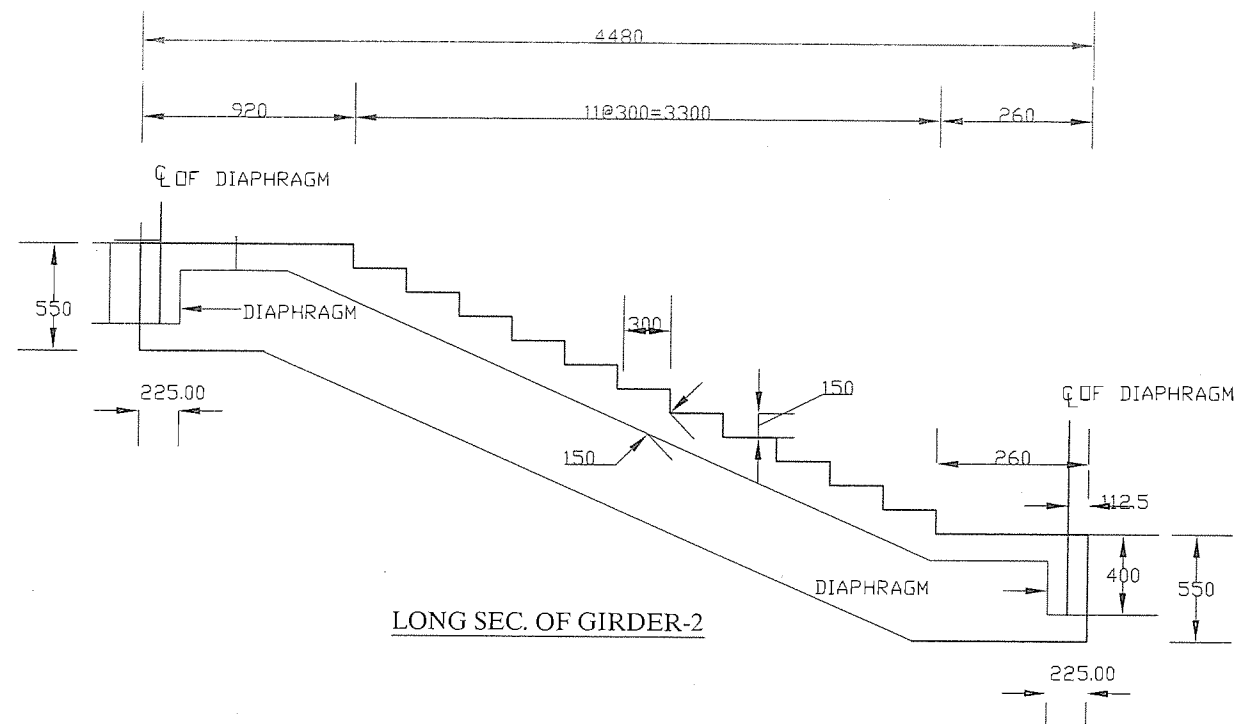 4480
920
11@300=3300
260
℄ OF DIAPHRAGM
550
DIAPHRAGM
300
225.00
150
℄ OF DIAPHRAGM
150
260
112.5
DIAPHRAGM
400
550
LONG SEC. OF GIRDER-2
225.00